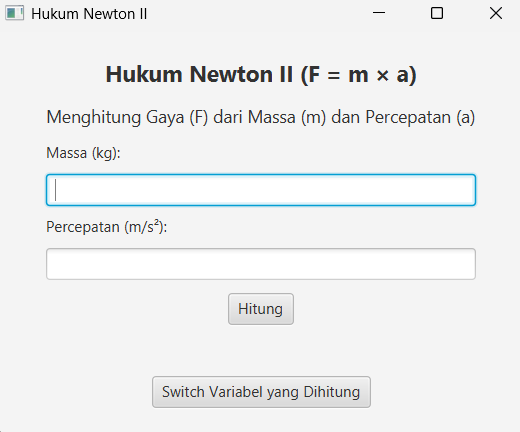 Hukum Newton II
Hukum Newton II (F = m × a)
Menghitung Gaya (F) dari Massa (m) dan Percepatan (a)
Massa (kg):
Percepatan (m/s²):
Hitung
Switch Variabel yang Dihitung